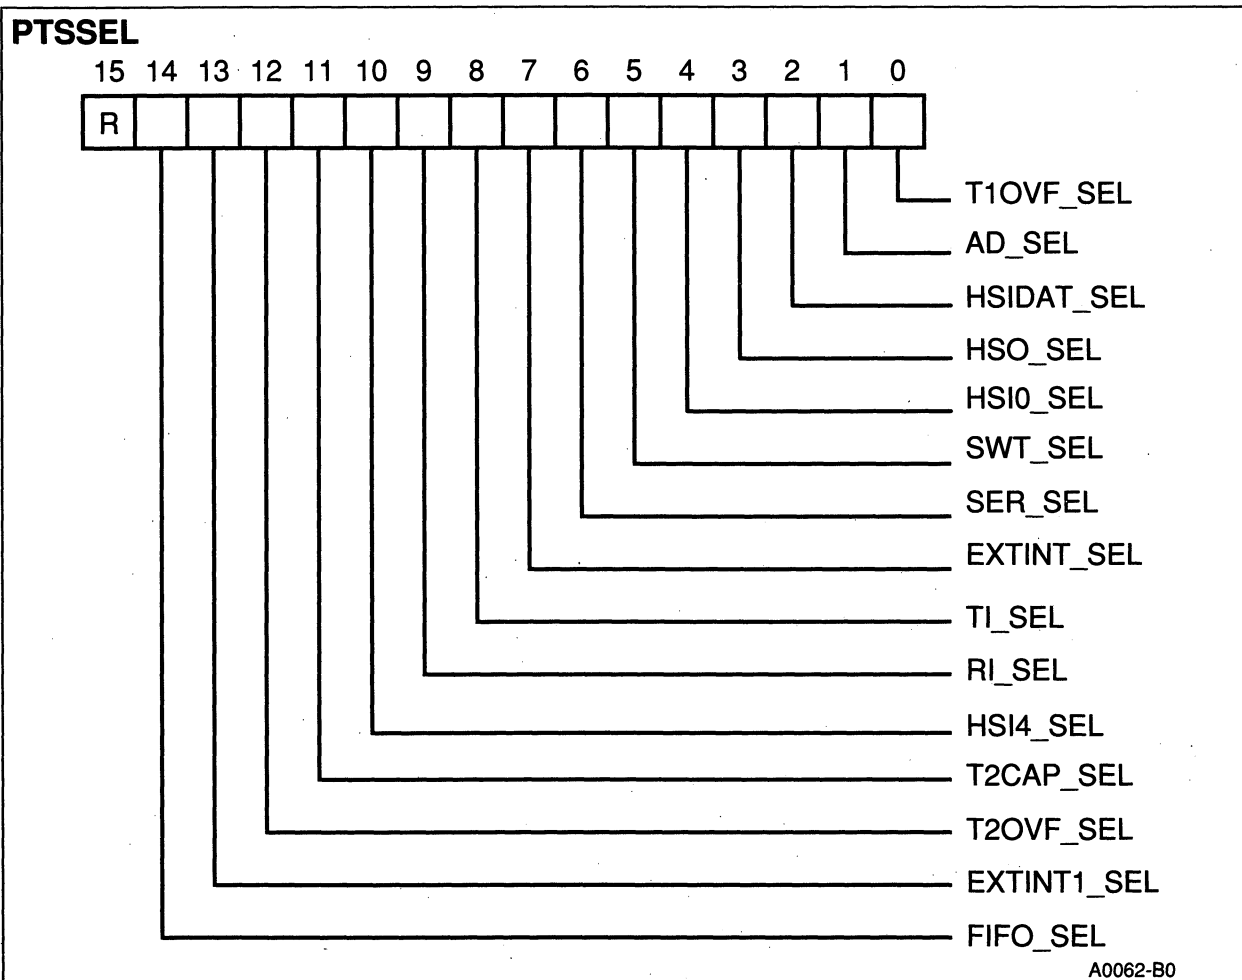 PTSSEL
15 14 13 12 11 10 9 8 7 6 5 4 3 2 1 0
R
T1OVF_SEL
AD_SEL
HSIDAT_SEL
HSO_SEL
HSI0_SEL
SWT_SEL
SER_SEL
EXTINT_SEL
TI_SEL
RI_SEL
HSI4_SEL
T2CAP_SEL
T2OVF_SEL
EXTINT1_SEL
FIFO_SEL
A0062-B0